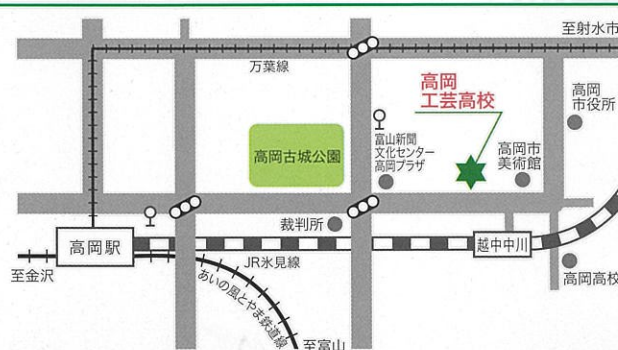 至射水市
万葉線
高岡
工芸高校
高岡
市役所
富山新聞
文化センター
高岡プラザ
高岡古城公園
高岡市
美術館
裁判所
高岡駅
越中中川
JR氷見線
至金沢
あいの風とやま鉄道線
高岡高校
至富山